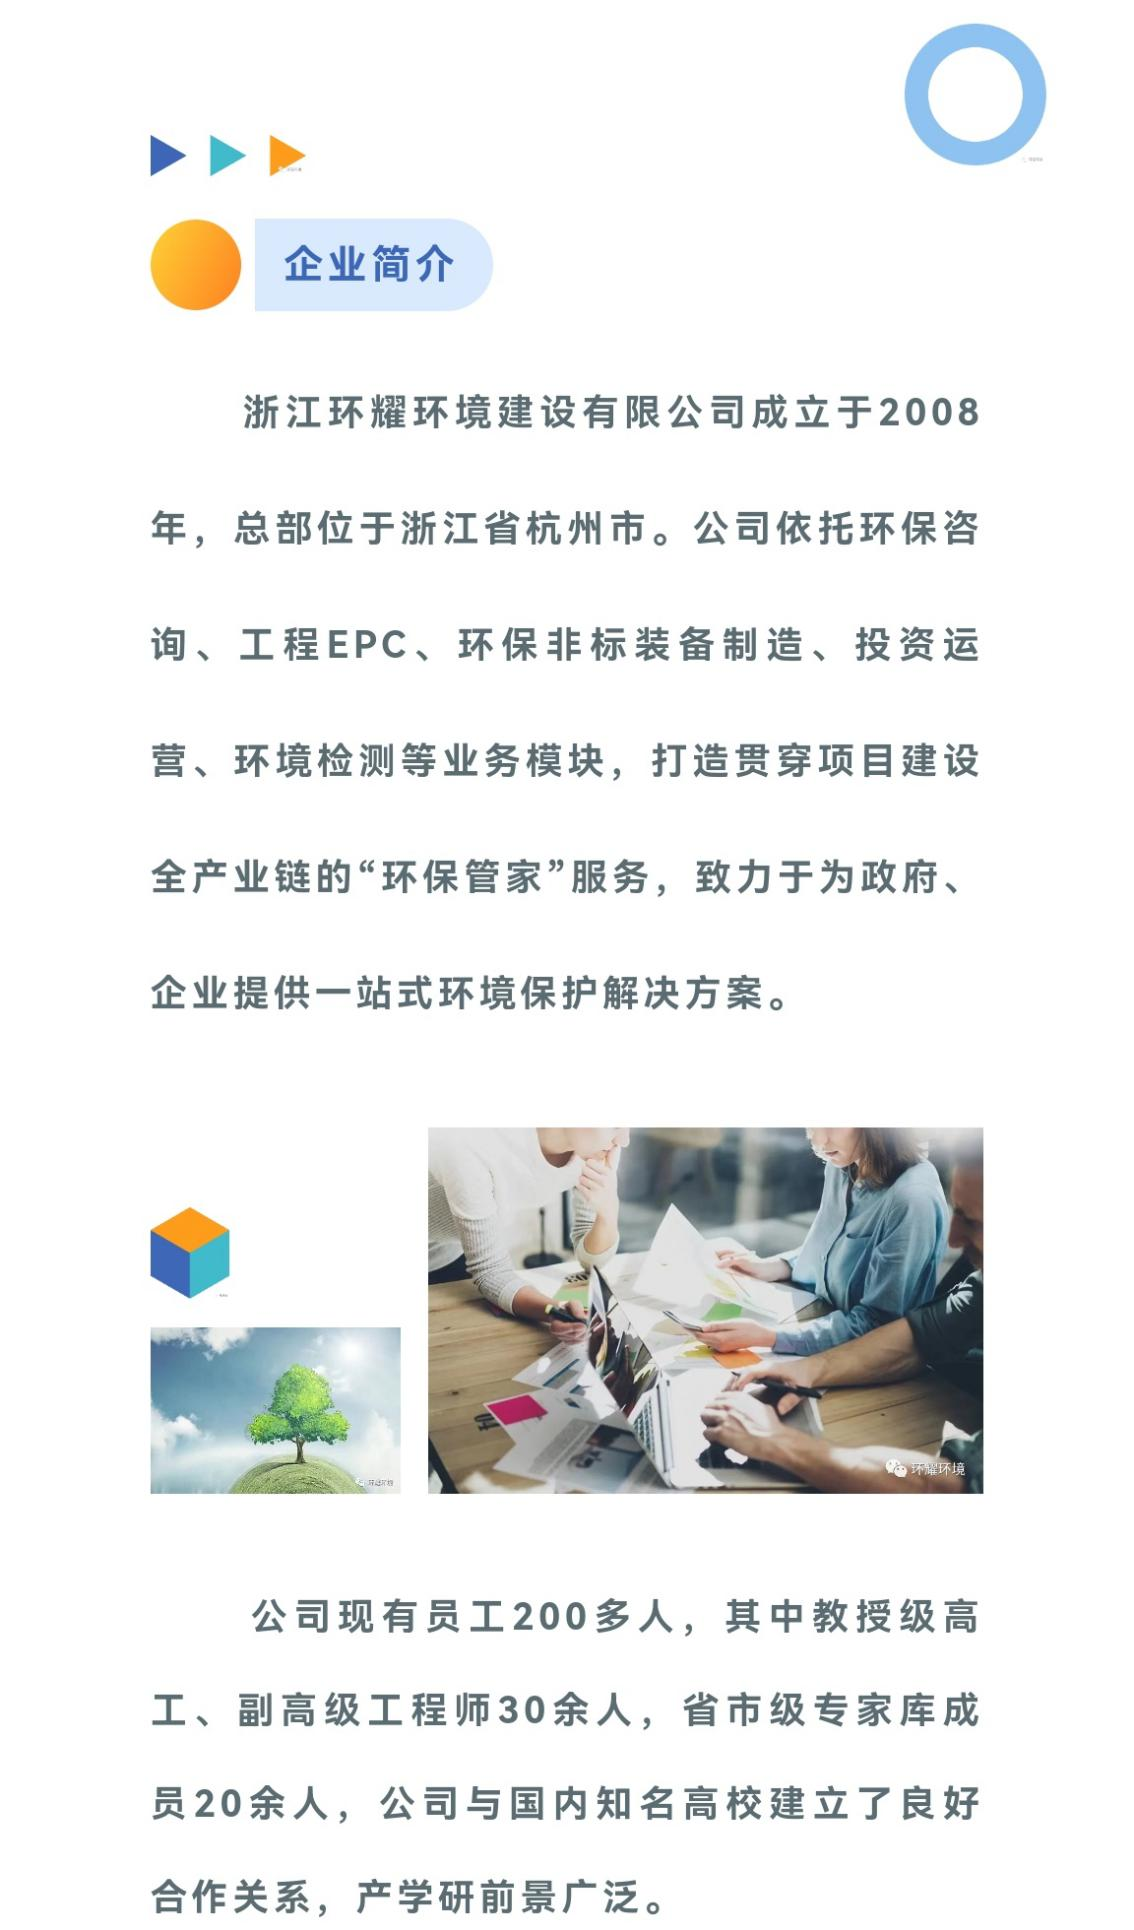 企业简介
浙江环耀环境建设有限公司成立于2008
年，总部位于浙江省杭州市。公司依托环保咨
询、工程EPC、环保非标装备制造、投资运
营、环境检测等业务模块，打造贯穿项目建设
全产业链的“环保管家”服务，致力于为政府、
企业提供一站式环境保护解决方案。
环耀环境
环耀环境
公司现有员工200多人，其中教授级高
工、副高级工程师30余人，省市级专家库成
员20余人，公司与国内知名高校建立了良好
合作关系，产学研前景广泛。